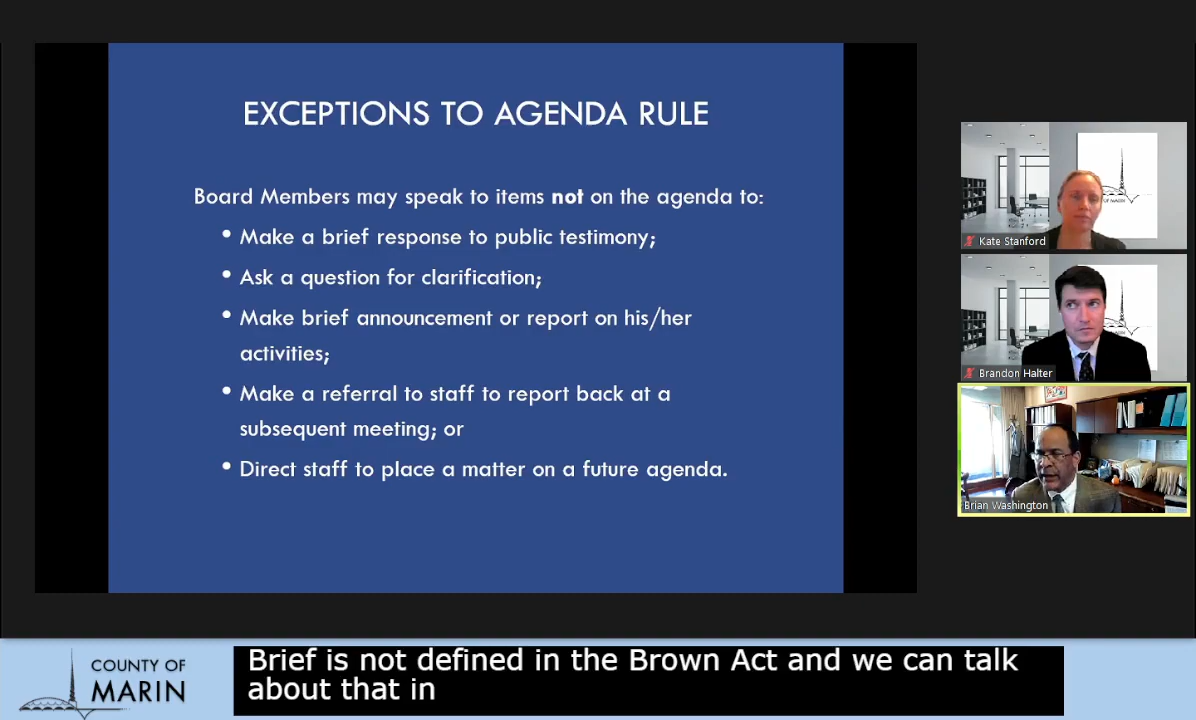 EXCEPTIONS TO AGENDA RULE
Board Members may speak to items not on the agenda to:
• Make a brief response to public testimony;
• Ask a question for clarification;
• Make brief announcement or report on his/her
activities;
• Make a referral to staff to report back at a
subsequent meeting; or
• Direct staff to place a matter on a future agenda.
Kate Stanford
Brandon Halter
Brian Washington
COUNTY OF
MARIN
Brief is not defined in the Brown Act and we can talk
about that in